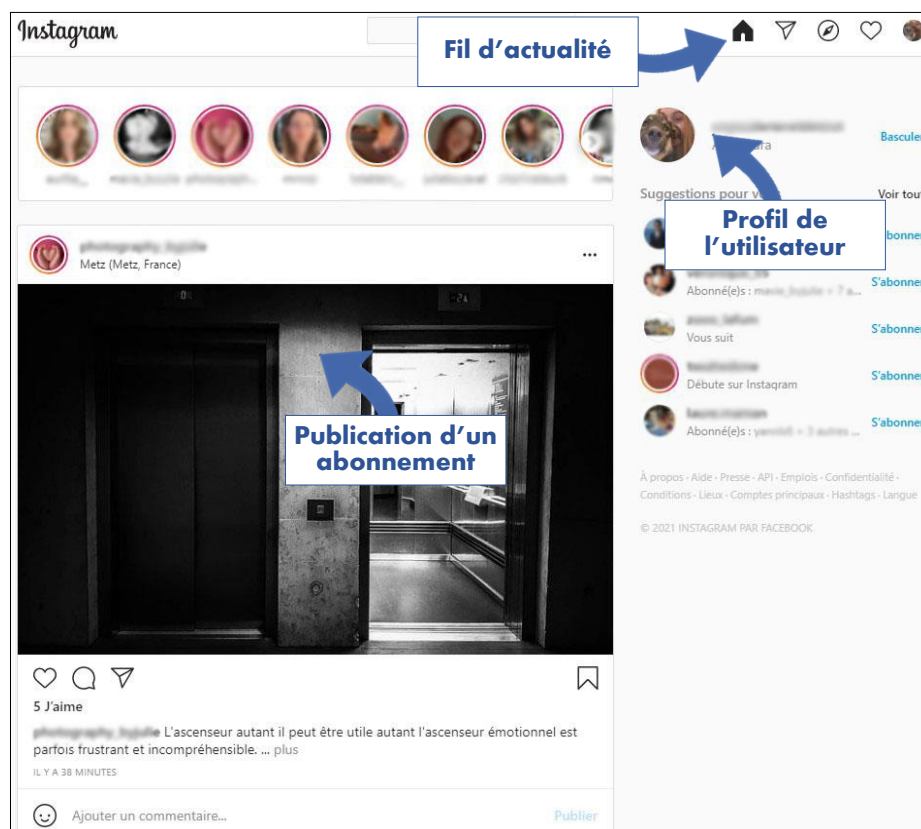 Instagram
Fil d’actualité
Basculer
Suggestions pour
Voir tout
Profil de
l’utilisateur
Metz (Metz, France)
Abonné(e)s :
S'abonner
Vous suit
S'abonner
Débute sur Instagram
S'abonner
Abonné(e)s :
S'abonner
Publication d’un
abonnement
À propos · Aide · Presse · API · Emplois · Confidentialité ·
Conditions · Lieux · Comptes principaux · Hashtags · Langue
© 2021 INSTAGRAM PAR FACEBOOK
5 J’aime
L'ascenseur autant il peut être utile autant l'ascenseur émotionnel est
parfois frustrant et incompréhensible. ... plus
IL Y A 38 MINUTES
Ajouter un commentaire...
Publier